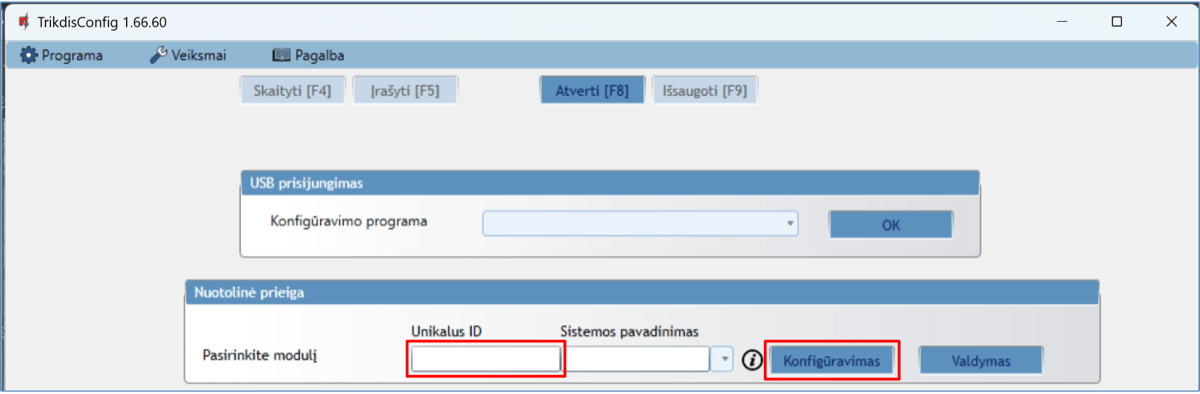 TrikdisConfig 1.66.60
Programa Veiksmai Pagalba
Skaityti [F4] Įrašyti [F5] Atverti [F8] Išsaugoti [F9]
USB prisijungimas
Konfigūravimo programa OK
Nuotolinė prieiga
Unikalus ID Sistemos pavadinimas
Pasirinkite modulį Konfigūravimas Valdymas